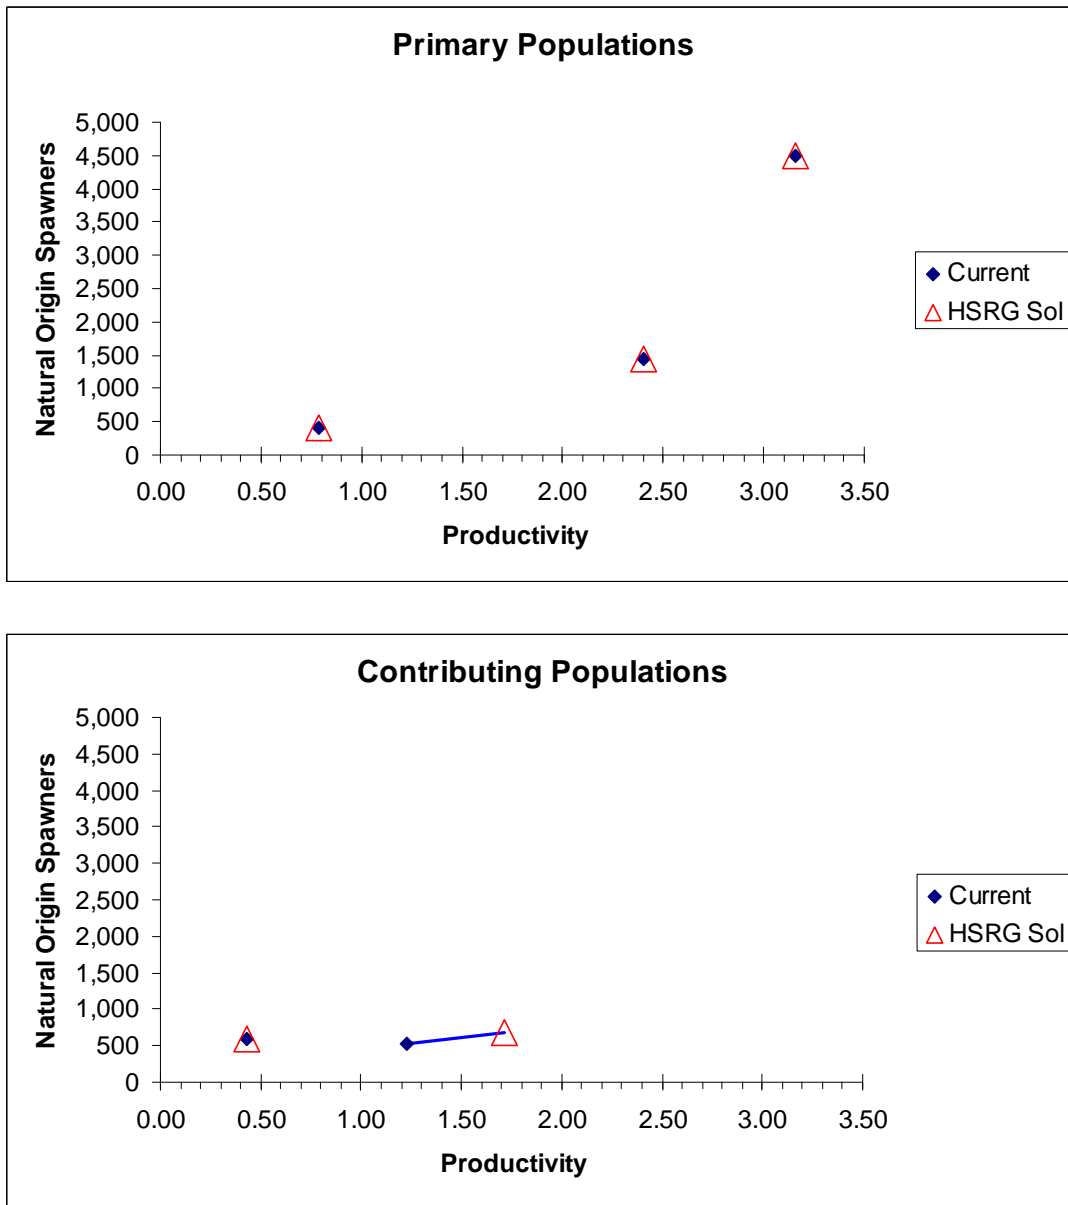 Primary Populations
5,000
4,500
4,000
3,500
3,000
2,500
2,000
1,500
1,000
500
0
Natural Origin Spawners
0.00 0.50 1.00 1.50 2.00 2.50 3.00 3.50
Productivity
Current
HSRG Sol
Contributing Populations
5,000
4,500
4,000
3,500
3,000
2,500
2,000
1,500
1,000
500
0
Natural Origin Spawners
0.00 0.50 1.00 1.50 2.00 2.50 3.00 3.50
Productivity
Current
HSRG Sol